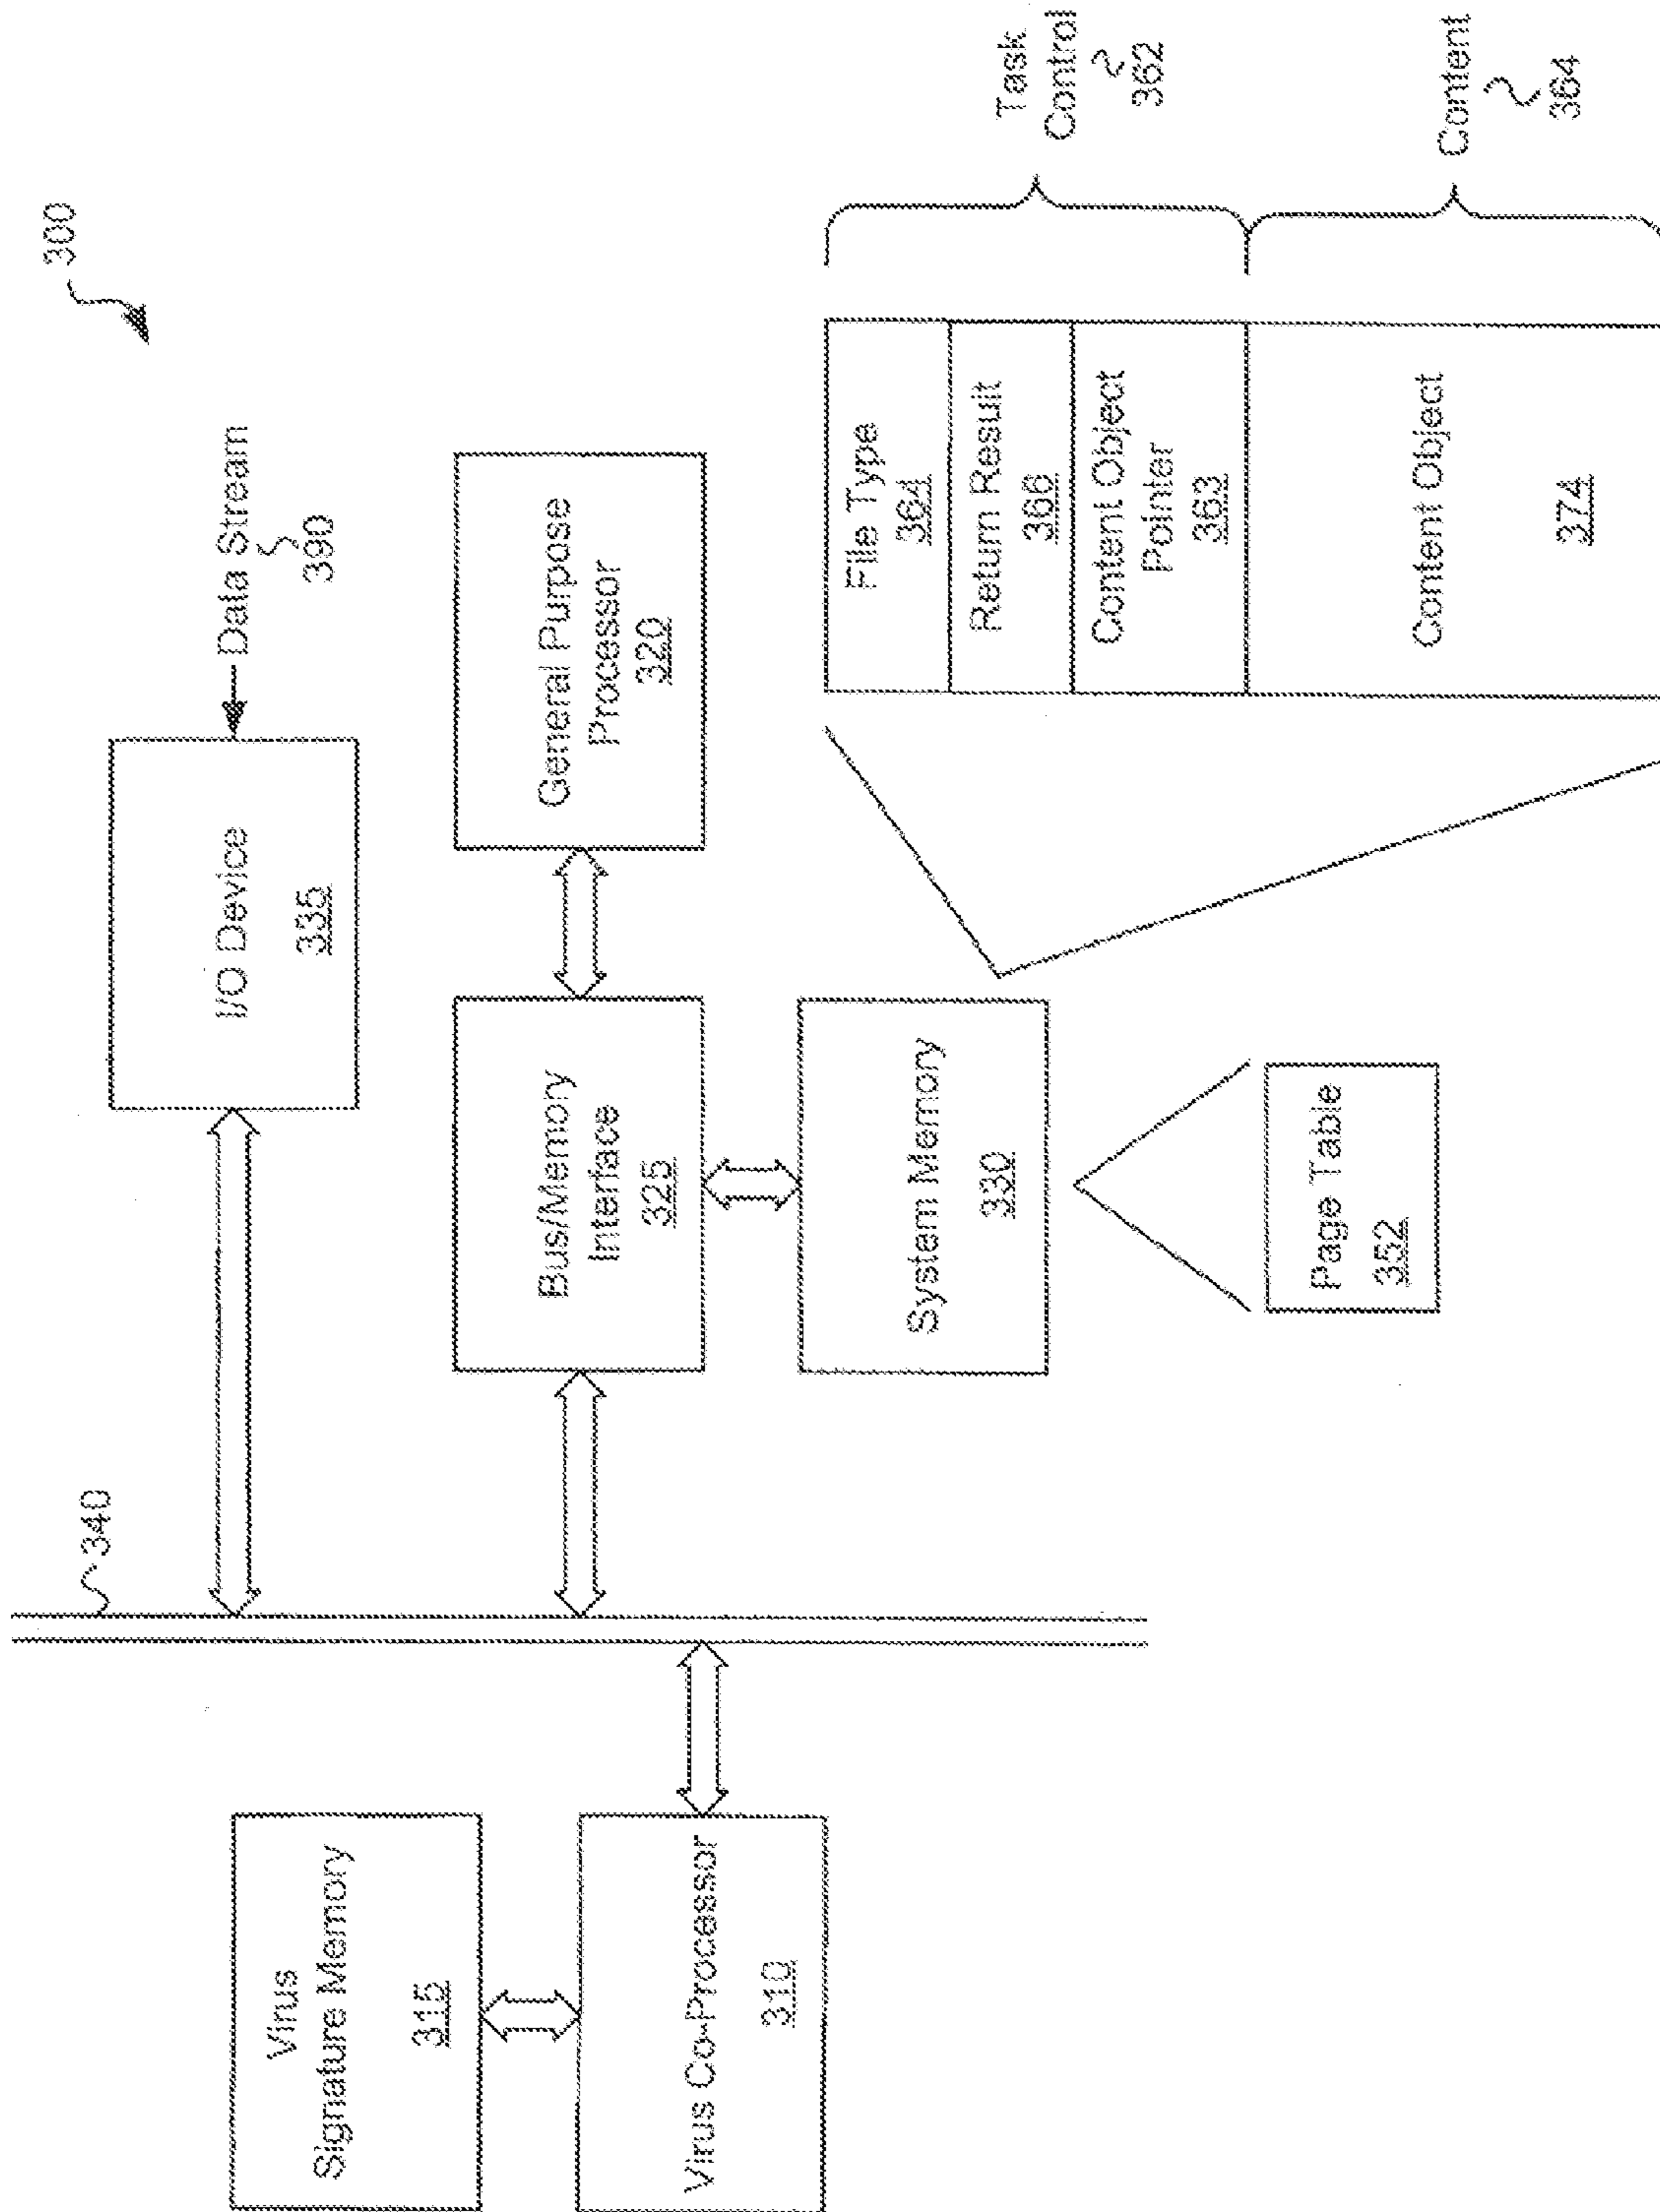 300
340
Data Stream
390
I/O Device
335
Virus
Signature Memory
315
General Purpose
Processor
320
Bus/Memory
Interface
325
Virus Co-Processor
310
System Memory
330
Page Table
352
File Type
364
Return Result
366
Content Object
Pointer
363
Content Object
374
Task
Control
362
Content
364